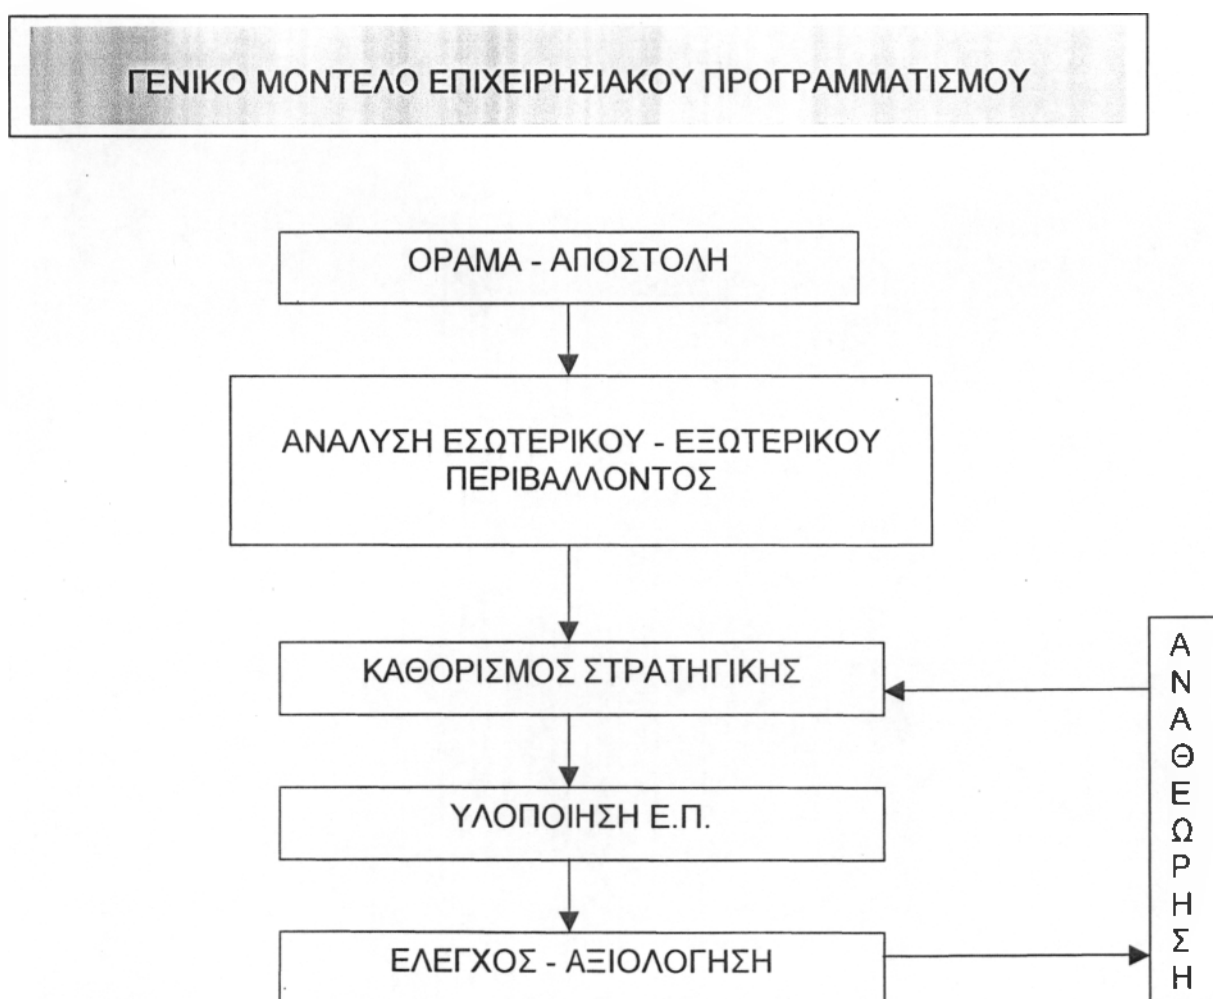 ΓΕΝΙΚΟ ΜΟΝΤΕΛΟ ΕΠΙΧΕΙΡΗΣΙΑΚΟΥ ΠΡΟΓΡΑΜΜΑΤΙΣΜΟΥ
ΟΡΑΜΑ - ΑΠΟΣΤΟΛΗ
ΑΝΑΛΥΣΗ ΕΣΩΤΕΡΙΚΟΥ - ΕΞΩΤΕΡΙΚΟΥ
ΠΕΡΙΒΑΛΛΟΝΤΟΣ
ΚΑΘΟΡΙΣΜΟΣ ΣΤΡΑΤΗΓΙΚΗΣ
ΥΛΟΠΟΙΗΣΗ Ε.Π.
ΕΛΕΓΧΟΣ - ΑΞΙΟΛΟΓΗΣΗ
ΑΝΑΘΕΩΡΗΣΗ